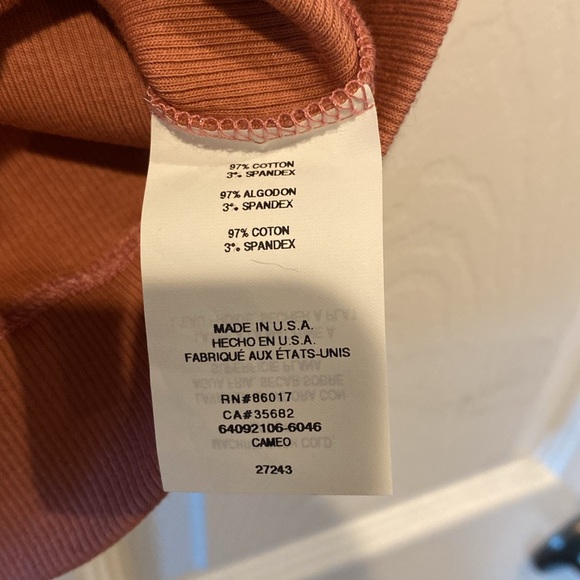 97% COTTON
3% SPANDEX
97% ALGODON
3% SPANDEX
97% COTON
3% SPANDEX
MADE IN U.S.A.
HECHO EN U.S.A.
FABRIQUÉ AUX ÉTATS-UNIS
RN#86017
CA#35682
64092106-6046
CAMEO
27243